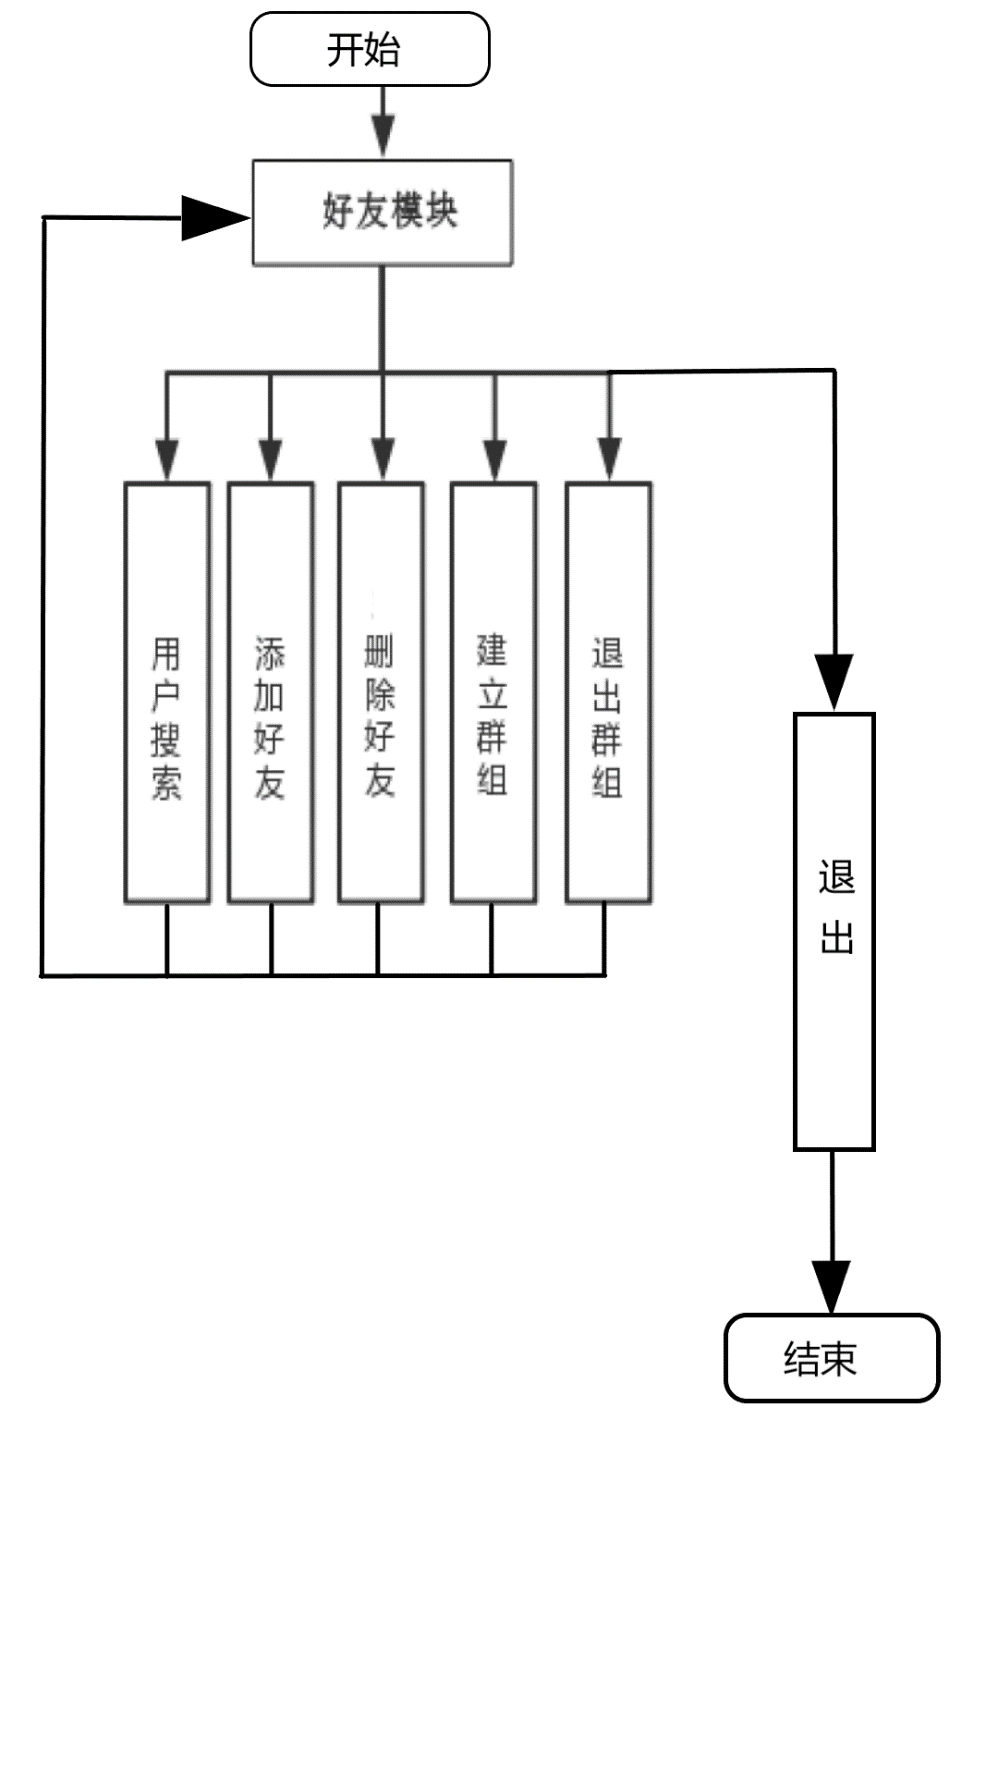 开始
好友模块
用户搜索
添加好友
删除好友
建立群组
退出群组
退出
结束